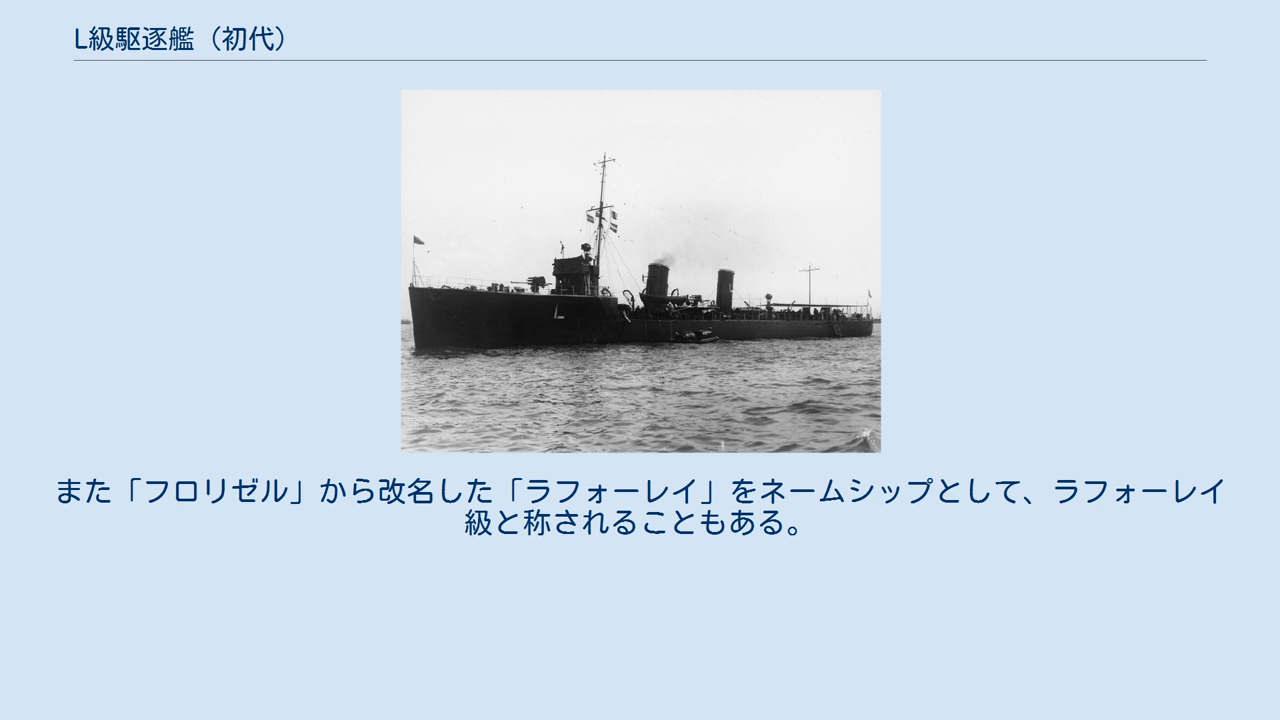 L級駆逐艦（初代）
L
また「フロリゼル」から改名した「ラフォーレイ」をネームシップとして、ラフォーレイ
級と称されることもある。